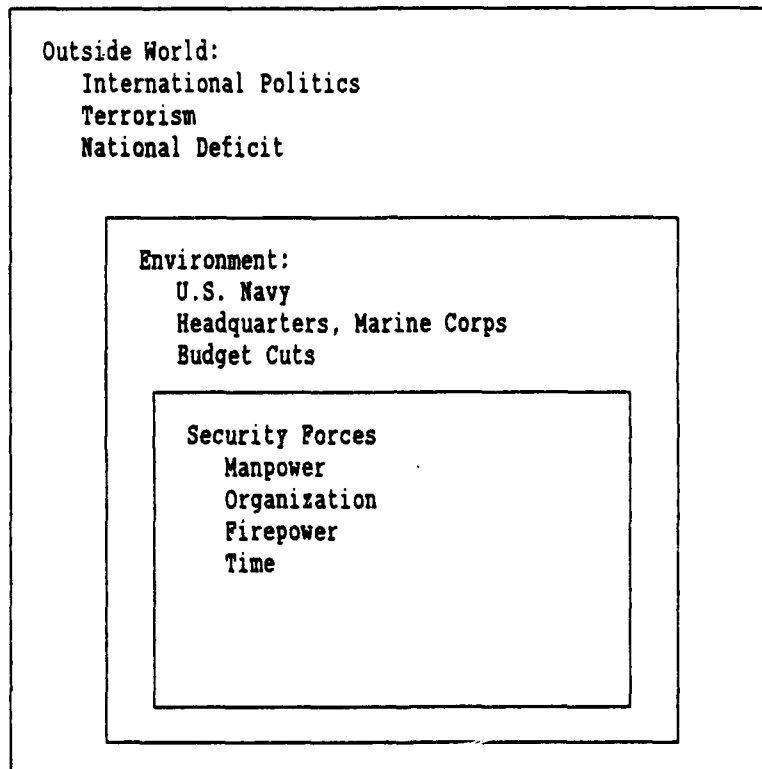 Outside World:
International Politics
Terrorism
National Deficit
Environment:
U.S. Navy
Headquarters, Marine Corps
Budget Cuts
Security Forces
Manpower
Organization
Firepower
Time